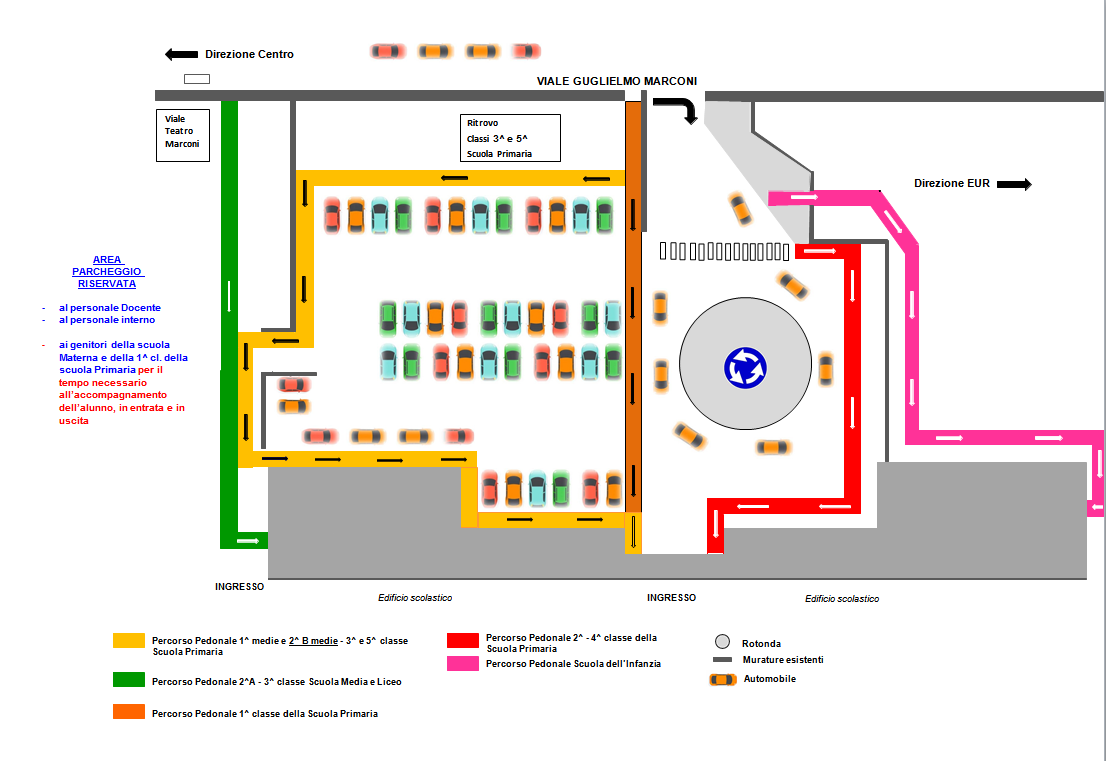 Direzione Centro
VIALE GUGLIELMO MARCONI
Viale
Teatro
Marconi
Ritrovo
Classi 3^ e 5^
Scuola Primaria
Direzione EUR
AREA
PARCHEGGIO
RISERVATA
- al personale Docente
- al personale interno
- ai genitori della scuola
Materna e della 1^ cl. della
scuola Primaria per il
tempo necessario
all'accompagnamento
dell'alunno, in entrata e in
uscita
INGRESSO
Edificio scolastico
INGRESSO
Edificio scolastico
Percorso Pedonale 1^ medie e 2^ B medie - 3^ e 5^ classe
Scuola Primaria
Percorso Pedonale 2^A - 3^ classe Scuola Media e Liceo
Percorso Pedonale 1^ classe della Scuola Primaria
Percorso Pedonale 2^ - 4^ classe della
Scuola Primaria
Percorso Pedonale Scuola dell'Infanzia
Rotonda
Murature esistenti
Automobile